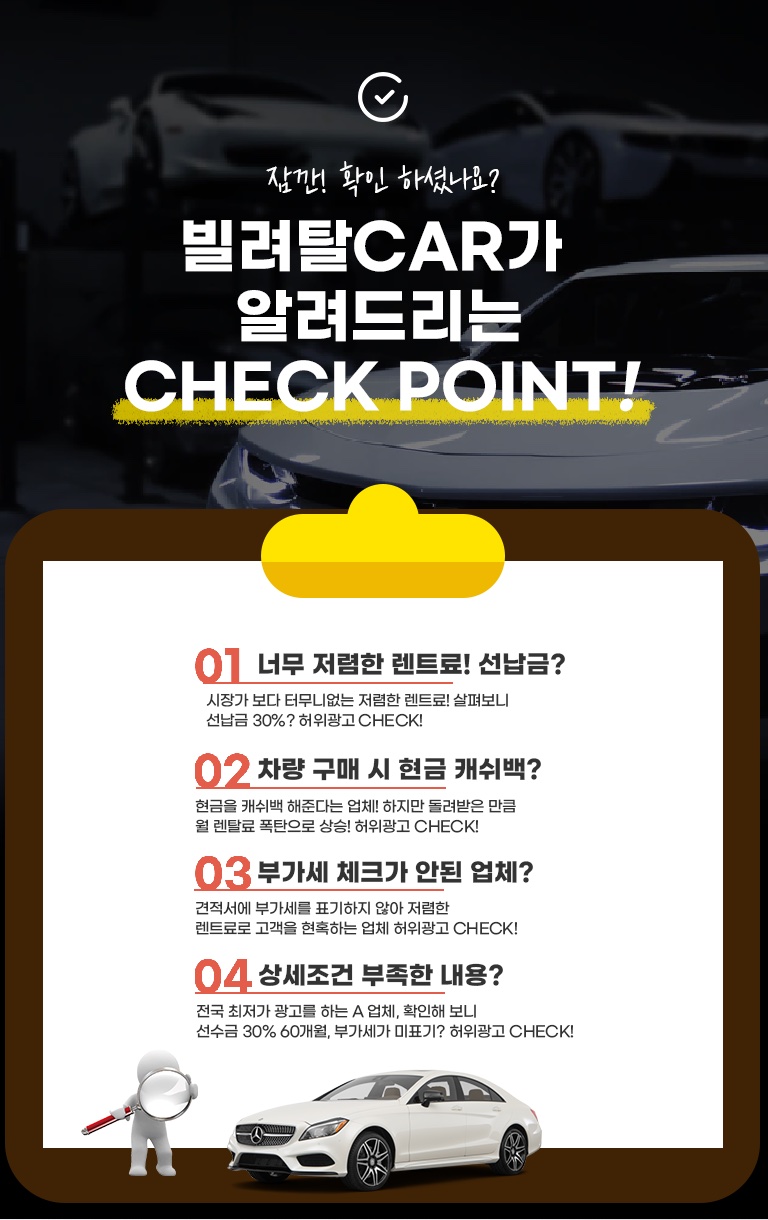 잠깐! 확인 하셨나요?
빌려탈CAR가
알려드리는
CHECK POINT!
01 너무 저렴한 렌트료! 선납금?
시장가 보다 터무니없는 저렴한 렌트료! 살펴보니
선납금 30%? 허위광고 CHECK!
02 차량 구매 시 현금 캐쉬백?
현금을 캐쉬백 해준다는 업체! 하지만 돌려받은 만큼
월 렌탈료 폭탄으로 상승! 허위광고 CHECK!
03 부가세 체크가 안된 업체?
견적서에 부가세를 표기하지 않아 저렴한
렌트료로 고객을 현혹하는 업체 허위광고 CHECK!
04 상세조건 부족한 내용?
전국 최저가 광고를 하는 A 업체, 확인해 보니
선수금 30% 60개월, 부가세가 미표기? 허위광고 CHECK!